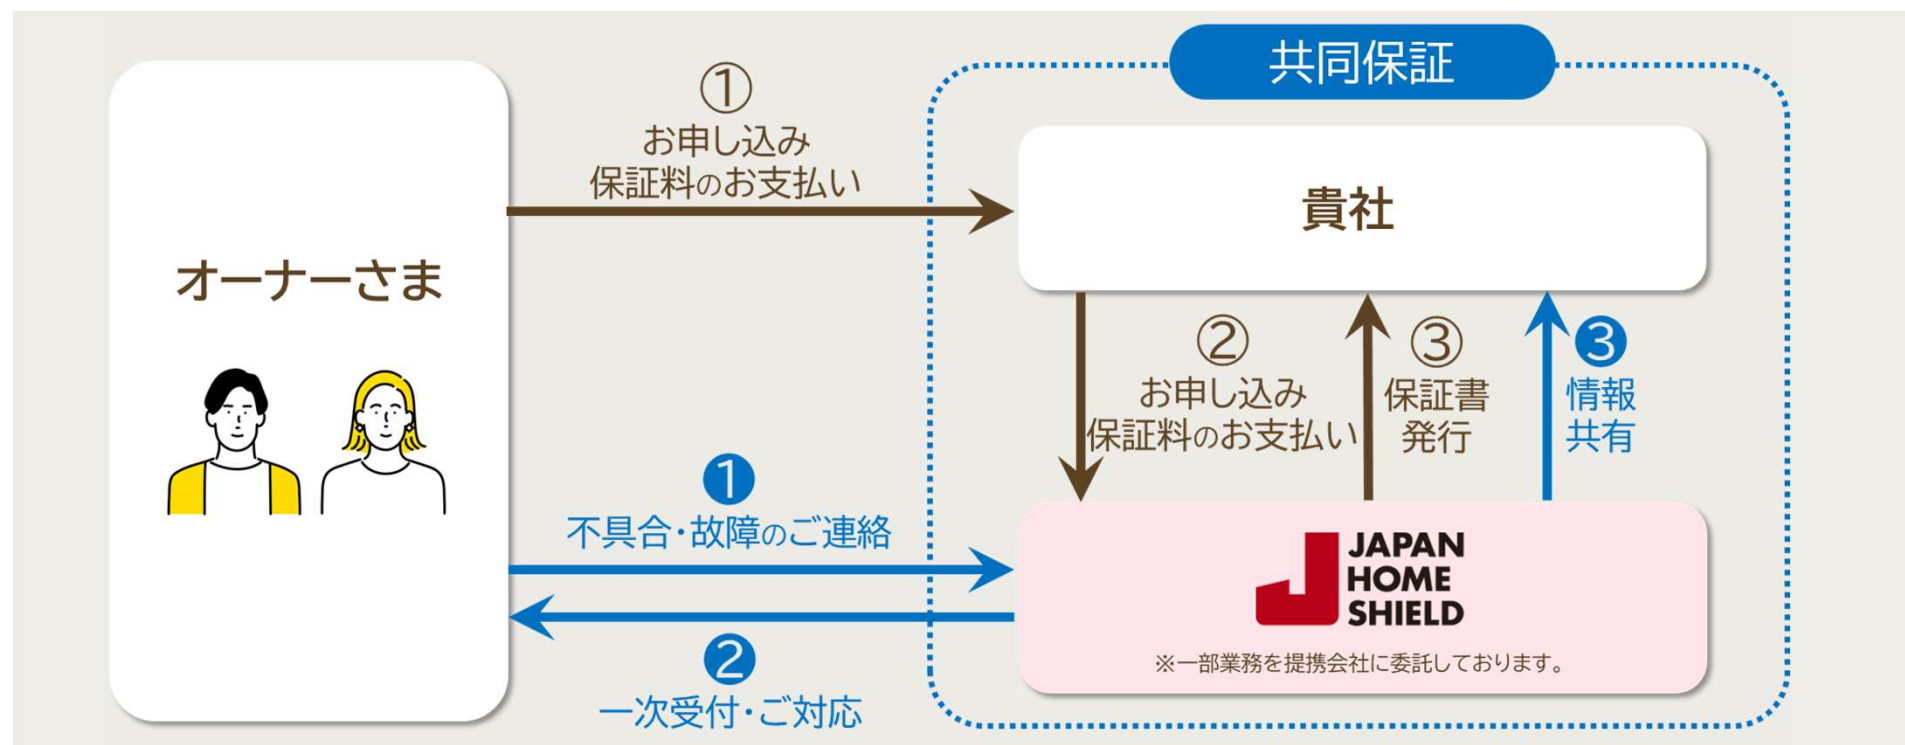 共同保証
①
お申し込み
保証料のお支払い
貴社
オーナーさま
②
お申し込み
保証料のお支払い
③
保証書
発行
❸
情報
共有
❶
不具合・故障のご連絡
❷
一次受付・ご対応
JAPAN
HOME
SHIELD
※一部業務を提携会社に委託しております。